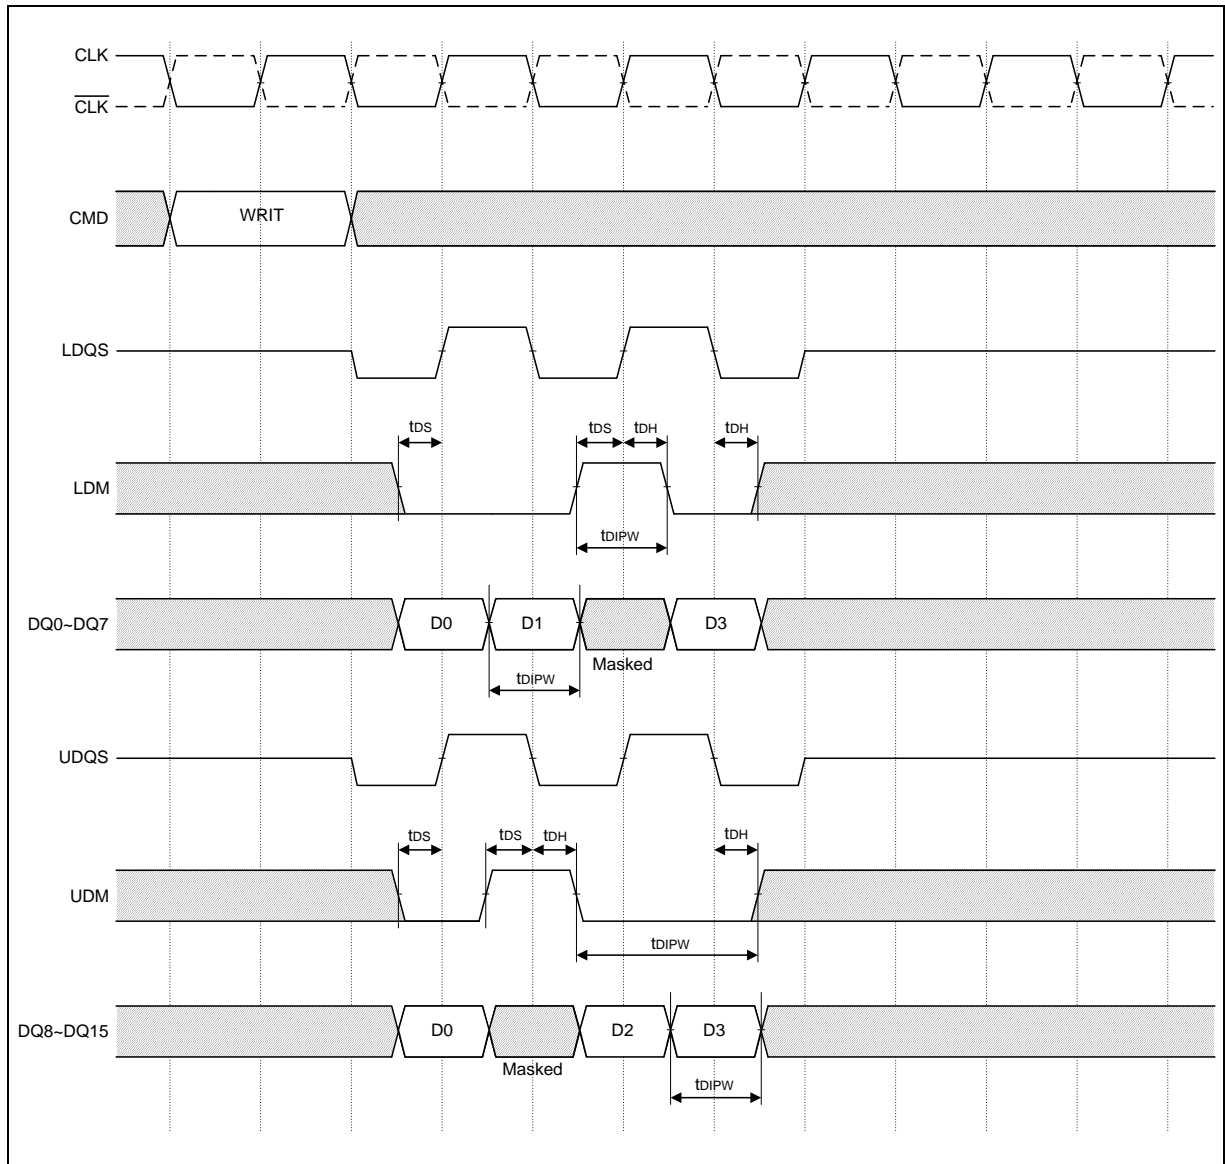 CLK
CLK
CMD
WRIT
LDQS
tDS
tDS
tDH
tDH
LDM
tDIPW
DQ0~DQ7
D0
D1
D3
Masked
tDIPW
UDQS
tDS
tDS
tDH
tDH
UDM
tDIPW
DQ8~DQ15
D0
D2
D3
Masked
tDIPW